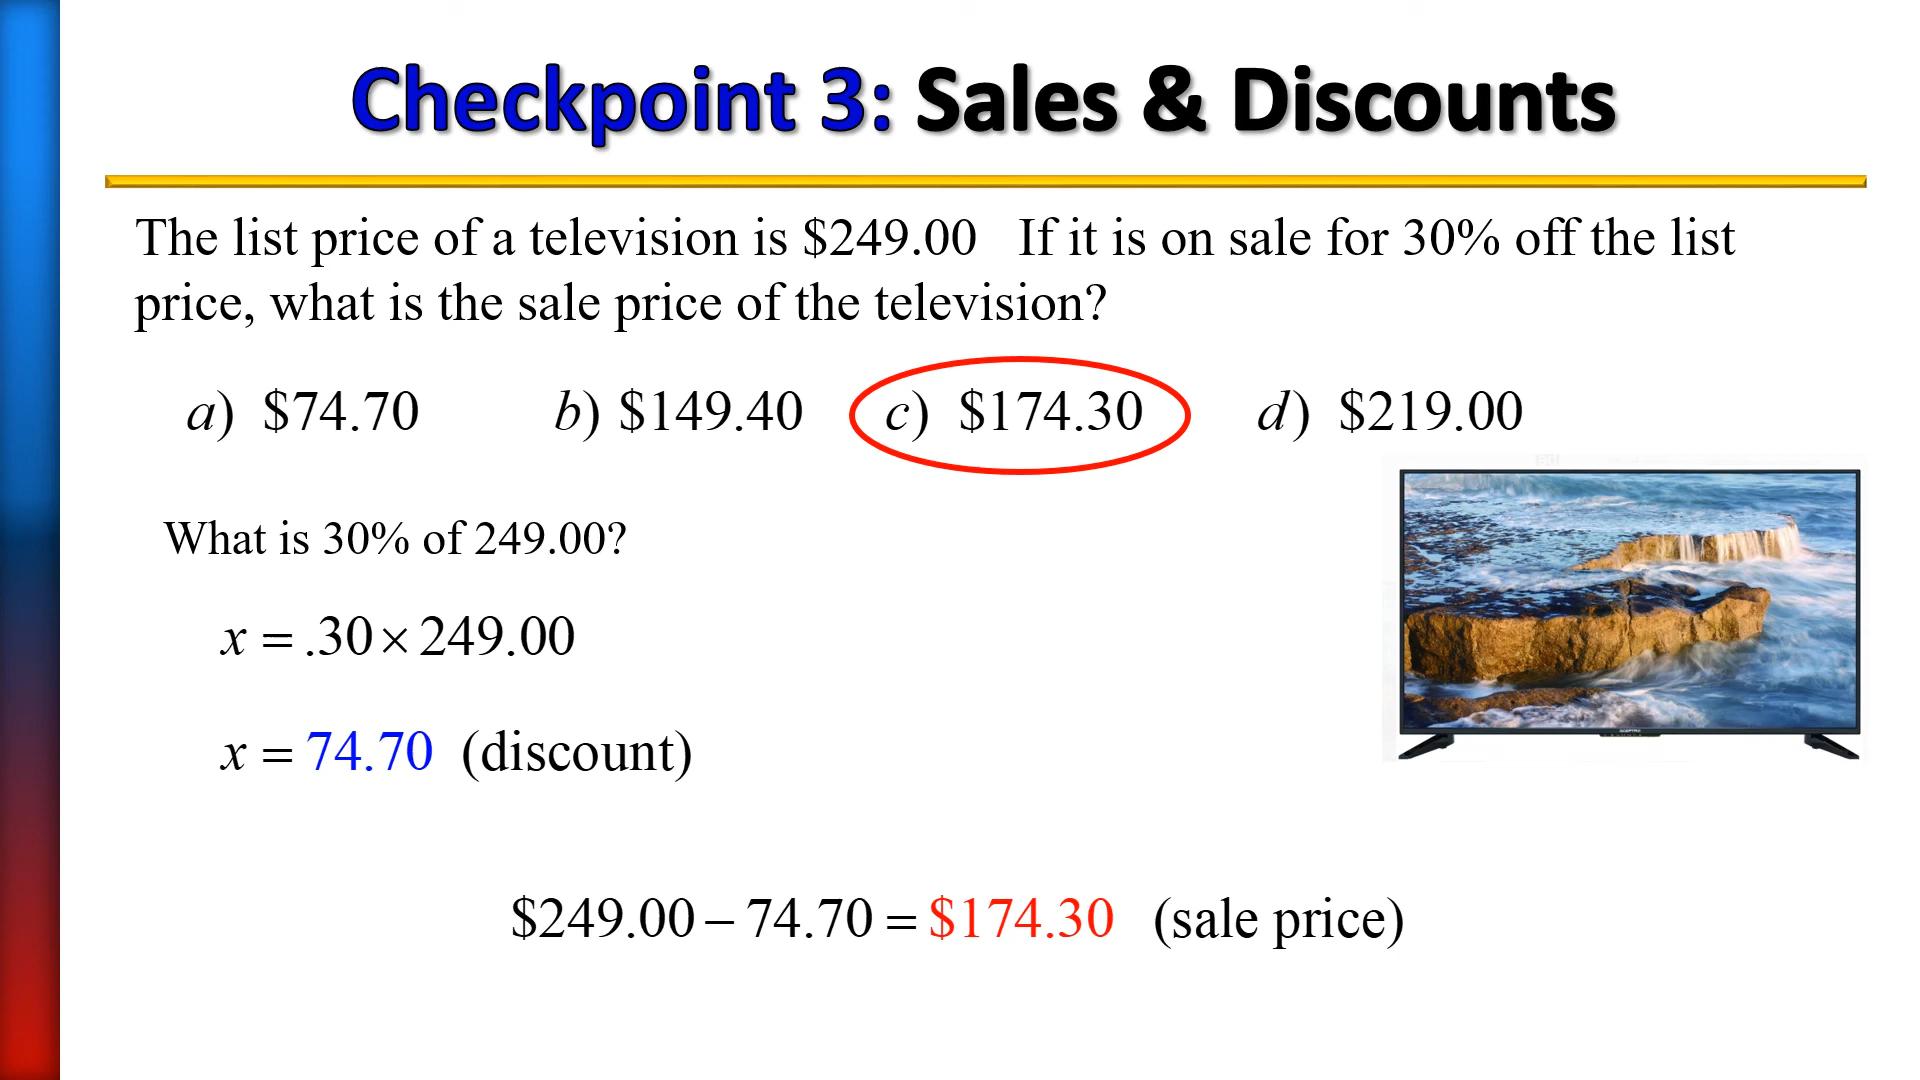 Checkpoint 3: Sales & Discounts
The list price of a television is $249.00 If it is on sale for 30% off the list
price, what is the sale price of the television?
a) $74.70 b) $149.40 c) $174.30 d) $219.00
What is 30% of 249.00?
x = .30 × 249.00
x = 74.70 (discount)
$249.00 – 74.70 = $174.30 (sale price)